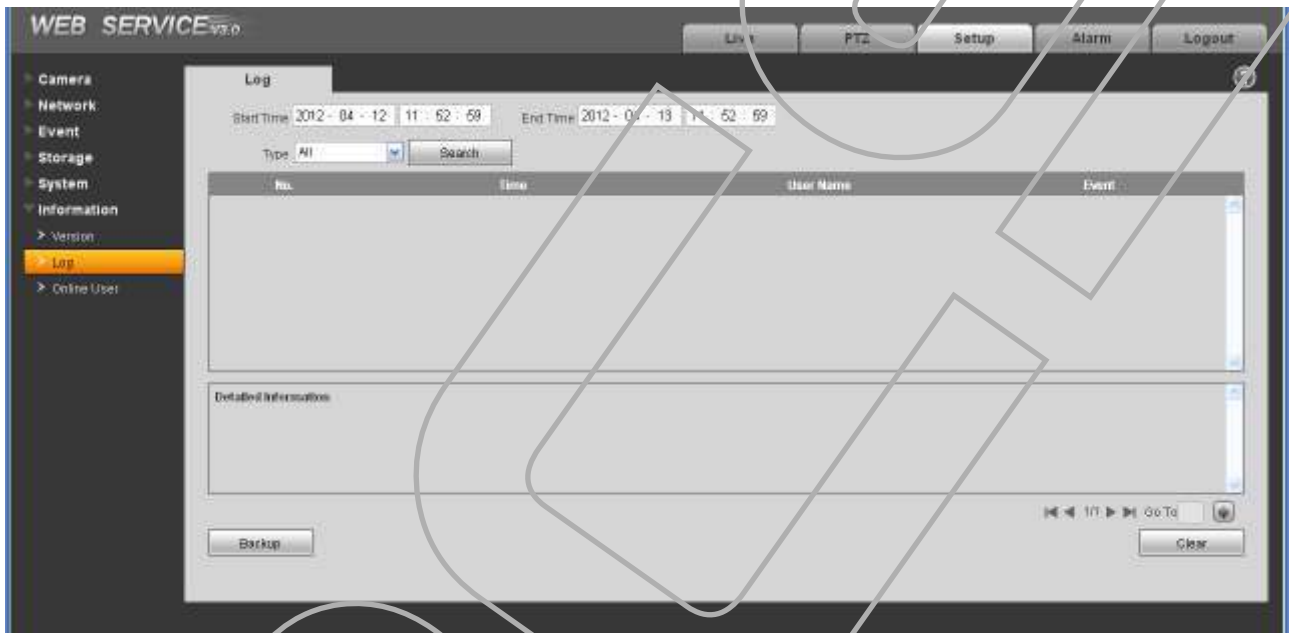 WEB SERVICE V3.0
Live PTZ Setup Alarm Logout
Camera
Network
Event
Storage
System
Information
Version
Log
Online User
Log
Start Time 2012 - 04 - 12 11 : 52 : 59 End Time 2012 - 04 - 13 11 : 52 : 59
Type All Search
No. Time User Name Event
Detailed Information
1/1 Go To
Backup Clear